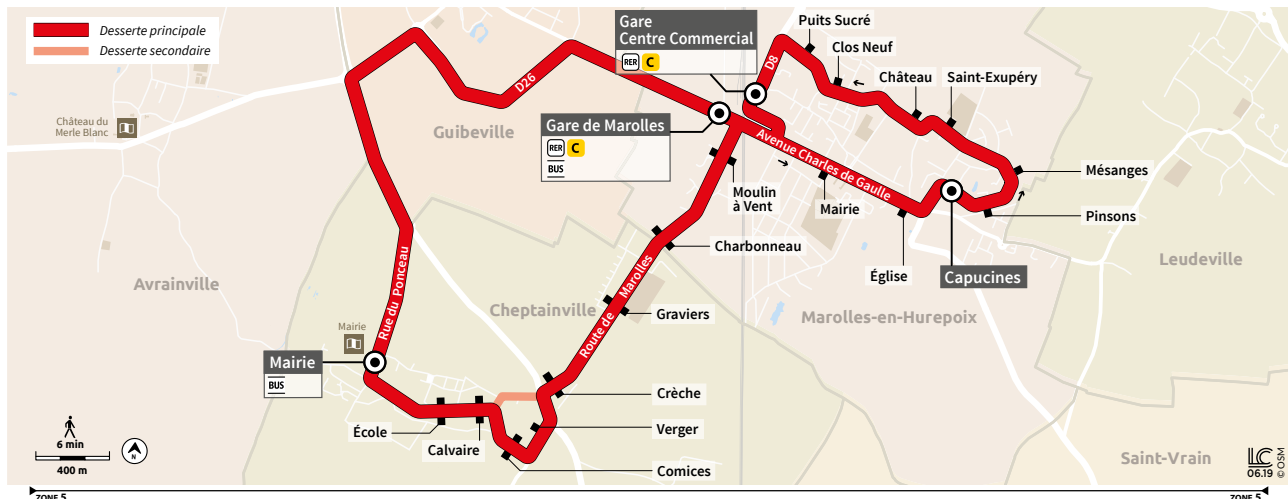 Desserte principale
Desserte secondaire
Gare
Centre Commercial
RER C
Puits Sucré
Clos Neuf
Château
Saint-Exupéry
D8
D26
Château du
Merle Blanc
Guibeville
Gare de Marolles
RER C
BUS
Avenue Charles de Gaulle
Mésanges
Moulin
à Vent
Mairie
Pinsons
Charbonneau
Église
Capucines
Leudeville
Avrainville
Rue du Ponceau
Cheptainville
Route de Marolles
Graviers
Marolles-en-Hurepoix
Mairie
Mairie
BUS
Crèche
École
Calvaire
Verger
Comices
Saint-Vrain
6 min
400 m
N
LC
06.19
© OSM
ZONE 5
ZONE 5